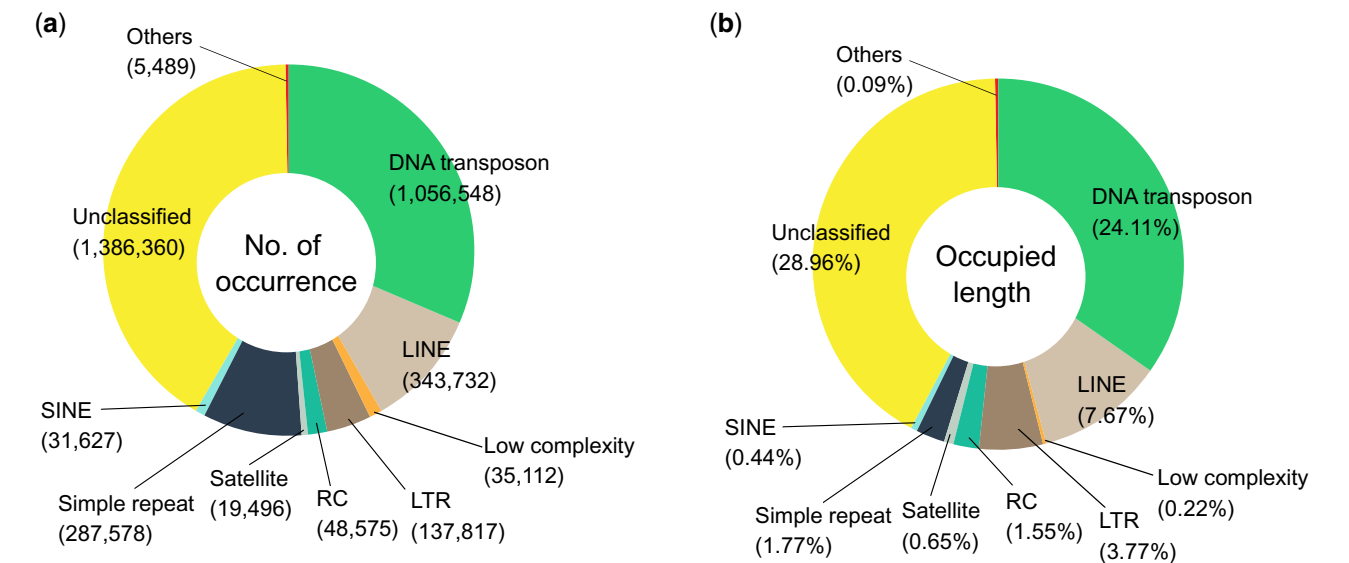 (a)
Others
(5,489)
DNA transposon
(1,056,548)
Unclassified
(1,386,360)
No. of
occurrence
LINE
(343,732)
SINE
(31,627)
Low complexity
(35,112)
Satellite
(19,496)
RC
(48,575)
LTR
(137,817)
Simple repeat
(287,578)
(b)
Others
(0.09%)
DNA transposon
(24.11%)
Unclassified
(28.96%)
Occupied
length
LINE
(7.67%)
SINE
(0.44%)
Low complexity
(0.22%)
Simple repeat
(1.77%)
Satellite
(0.65%)
RC
(1.55%)
LTR
(3.77%)